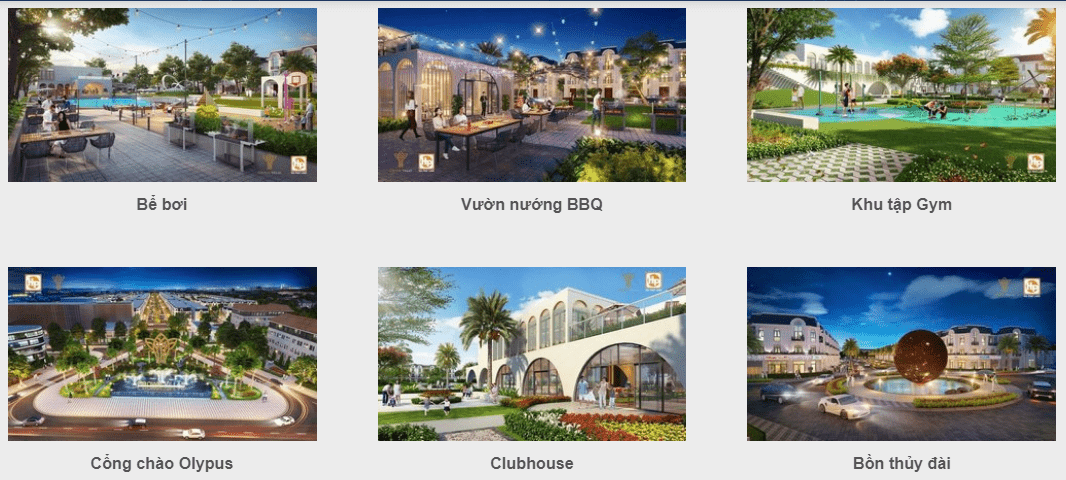 Bể bơi
Vườn nướng BBQ
Khu tập Gym
Cổng chào Olypus
Clubhouse
Bồn thủy đài